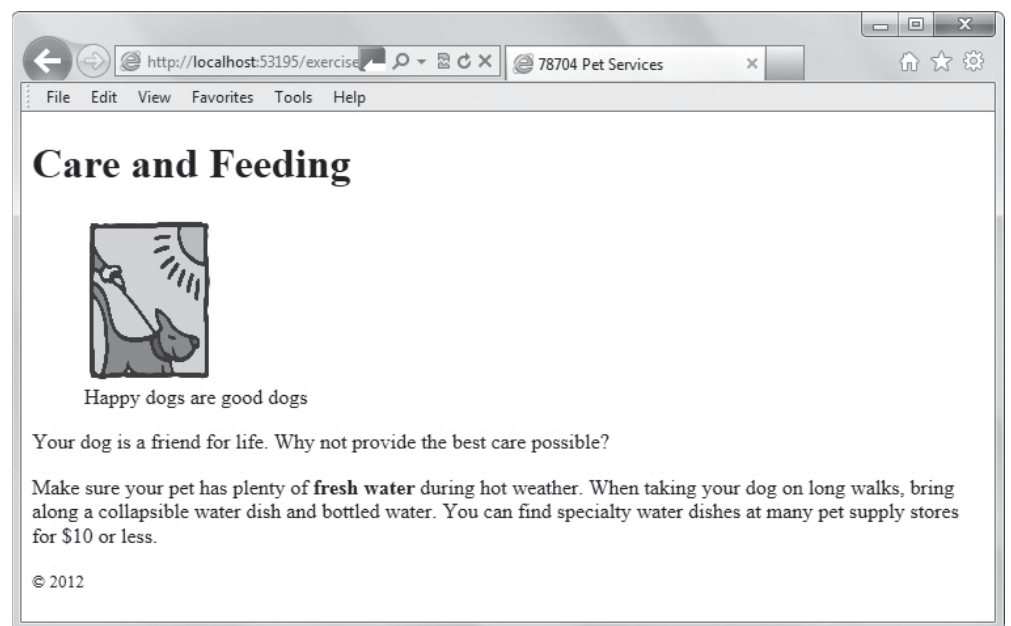 http://localhost:53195/exercise
78704 Pet Services
File Edit View Favorites Tools Help
Care and Feeding
Happy dogs are good dogs
Your dog is a friend for life. Why not provide the best care possible?
Make sure your pet has plenty of fresh water during hot weather. When taking your dog on long walks, bring
along a collapsible water dish and bottled water. You can find specialty water dishes at many pet supply stores
for $10 or less.
© 2012